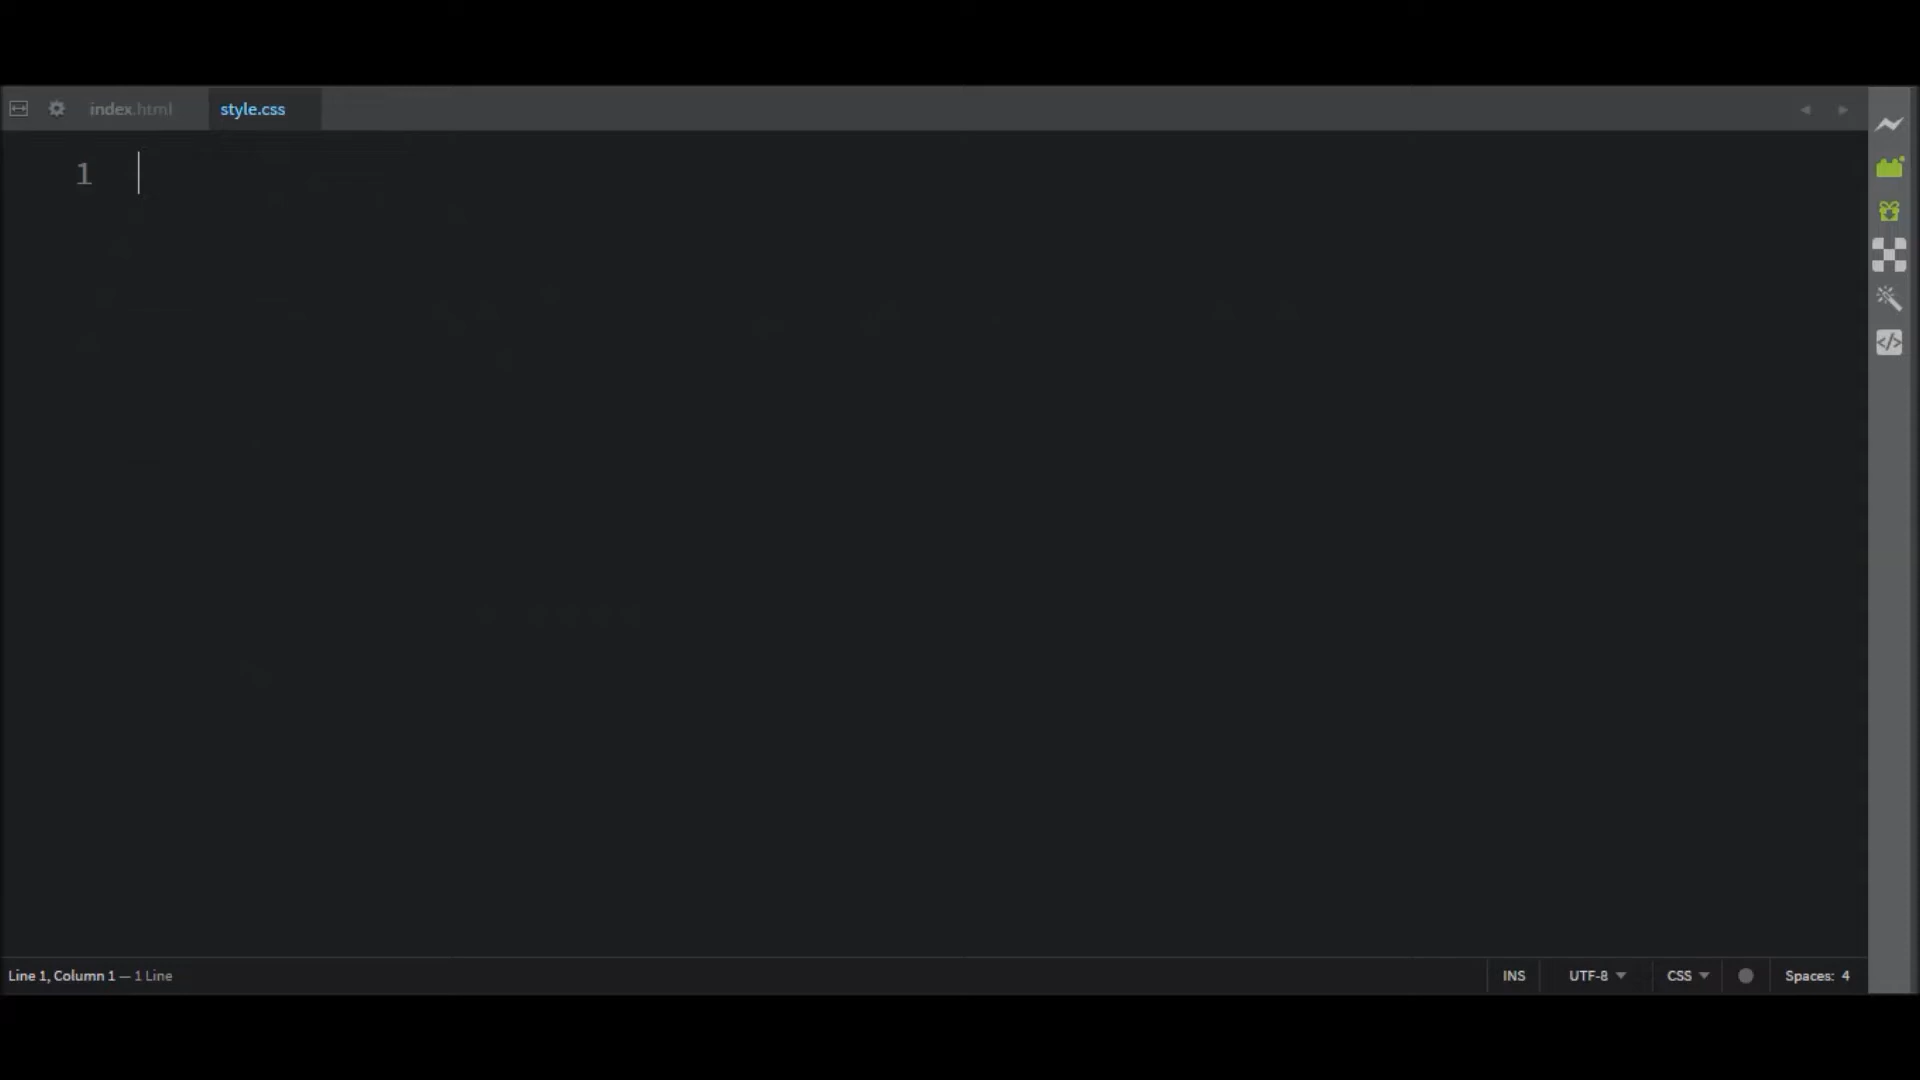 index.html style.css
1
Line 1, Column 1 — 1 Line INS UTF-8 CSS Spaces: 4